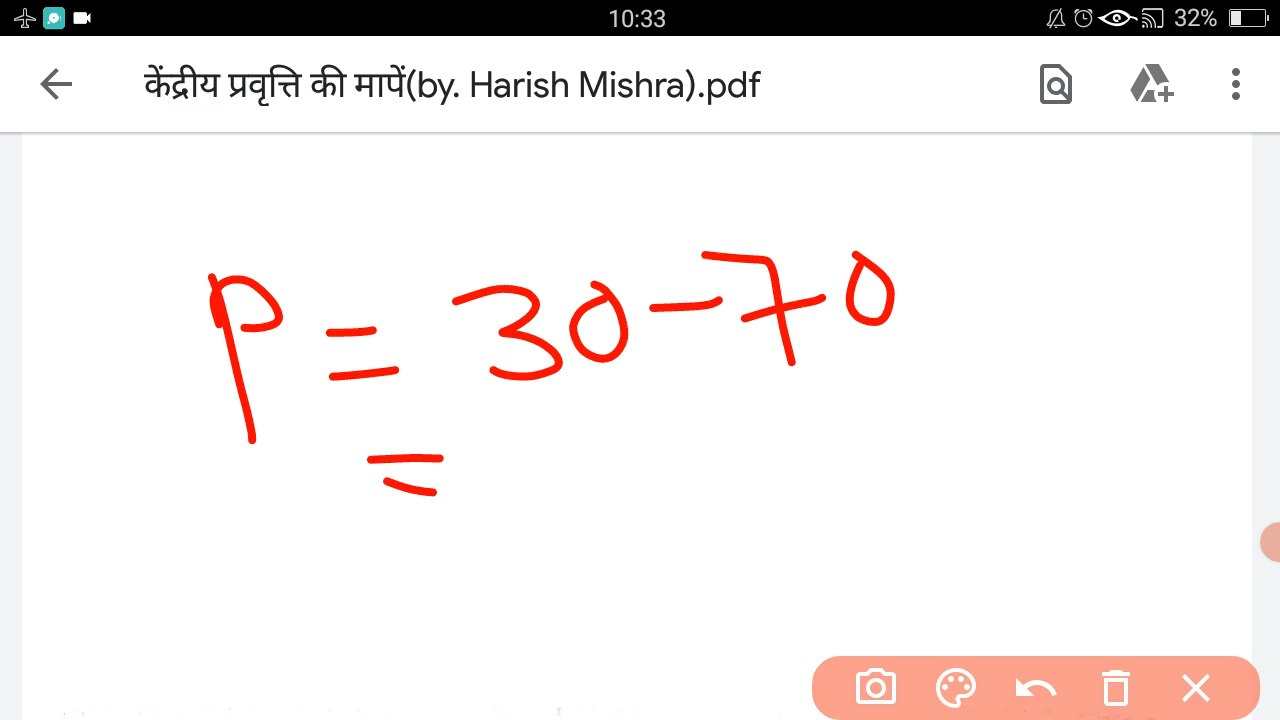 10:33
32%
केंद्रीय प्रवृत्ति की मापें(by. Harish Mishra).pdf
P = 30-70
=